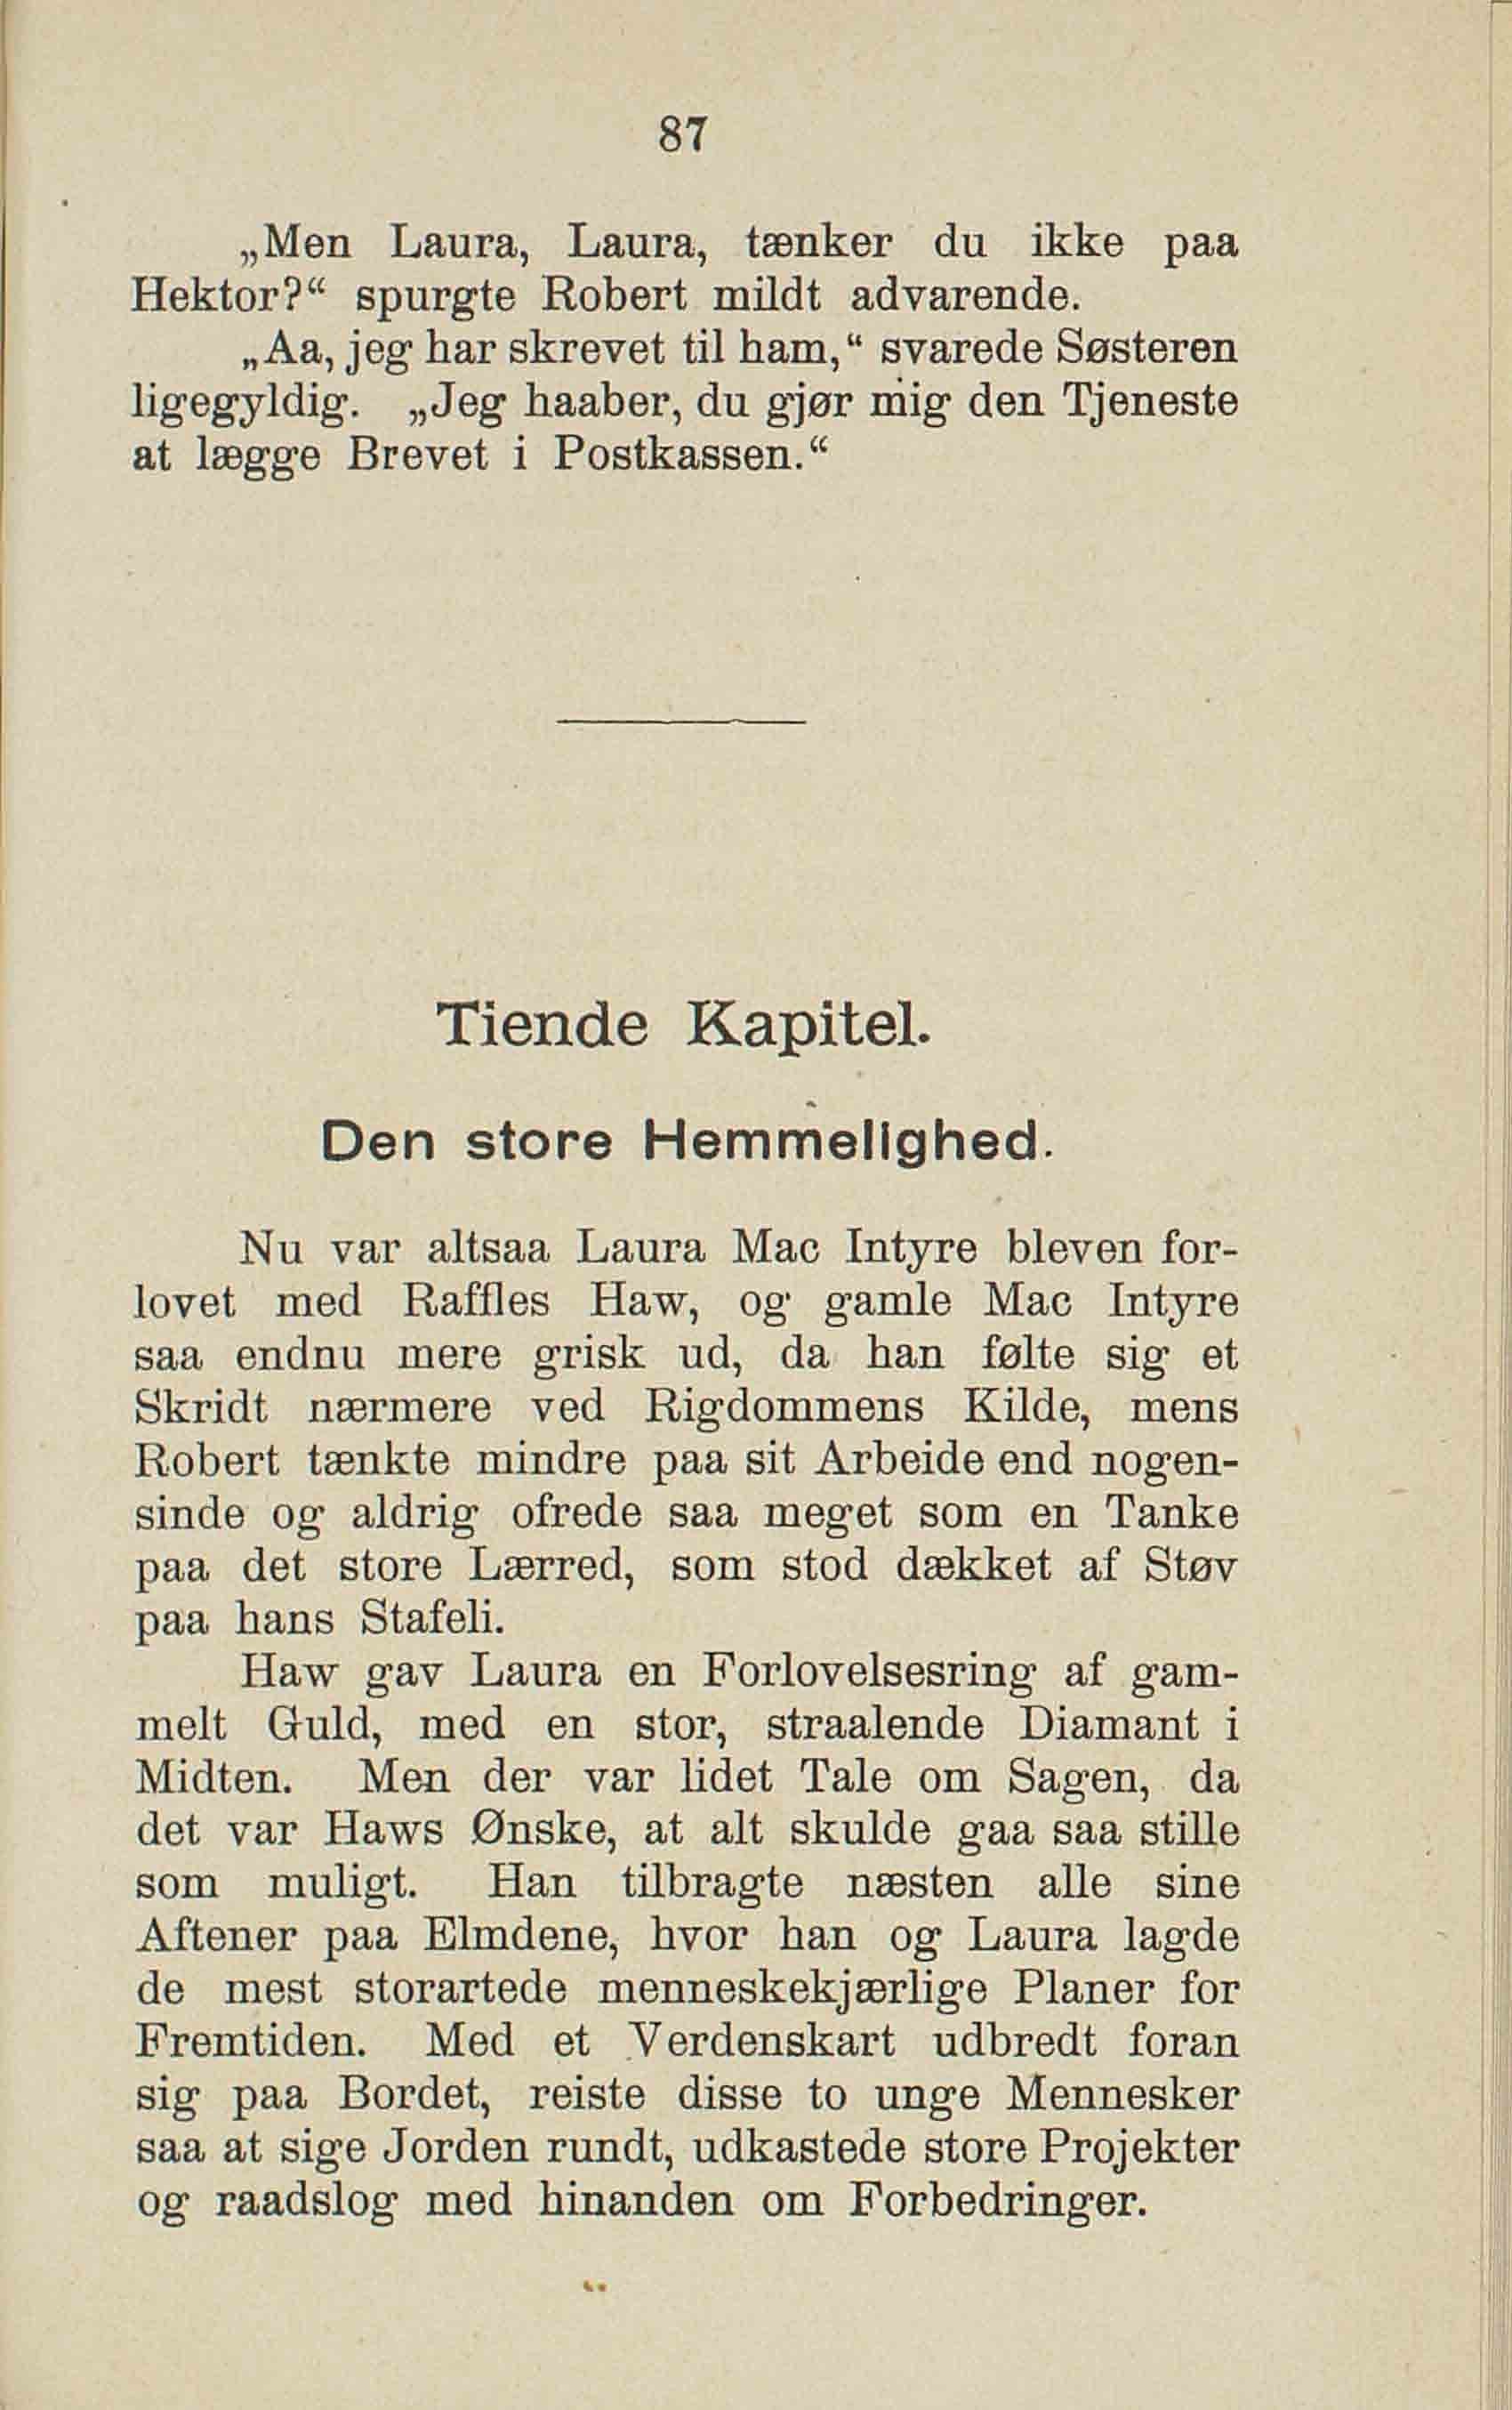 87
„Men Laura, Laura, tænker du ikke paa
Hektor?“ spurgte Robert mildt advarende.
„Aa, jeg har skrevet til ham,“ svarede Søsteren
ligegyldig. „Jeg haaber, du gjør mig den Tjeneste
at lægge Brevet i Postkassen.“
Tiende Kapitel.
Den store Hemmelighed.
Nu var altsaa Laura Mac Intyre bleven for-
lovet med Raffles Haw, og gamle Mac Intyre
saa endnu mere grisk ud, da han følte sig et
Skridt nærmere ved Rigdommens Kilde, mens
Robert tænkte mindre paa sit Arbeide end nogen-
sinde og aldrig ofrede saa meget som en Tanke
paa det store Lærred, som stod dækket af Støv
paa hans Stafeli.
Haw gav Laura en Forlovelsesring af gam-
melt Guld, med en stor, straalende Diamant i
Midten. Men der var lidet Tale om Sagen, da
det var Haws Ønske, at alt skulde gaa saa stille
som muligt. Han tilbragte næsten alle sine
Aftener paa Elmdene, hvor han og Laura lagde
de mest storartede menneskekjærlige Planer for
Fremtiden. Med et Verdenskart udbredt foran
sig paa Bordet, reiste disse to unge Mennesker
saa at sige Jorden rundt, udkastede store Projekter
og raadslog med hinanden om Forbedringer.